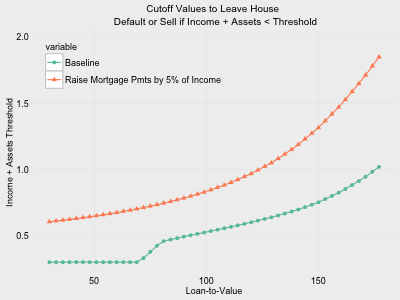 Cutoff Values to Leave House
Default or Sell if Income + Assets < Threshold
variable
Baseline
Raise Mortgage Pmts by 5% of Income
Income + Assets Threshold
2.0
1.5
1.0
0.5
50 100 150
Loan-to-Value